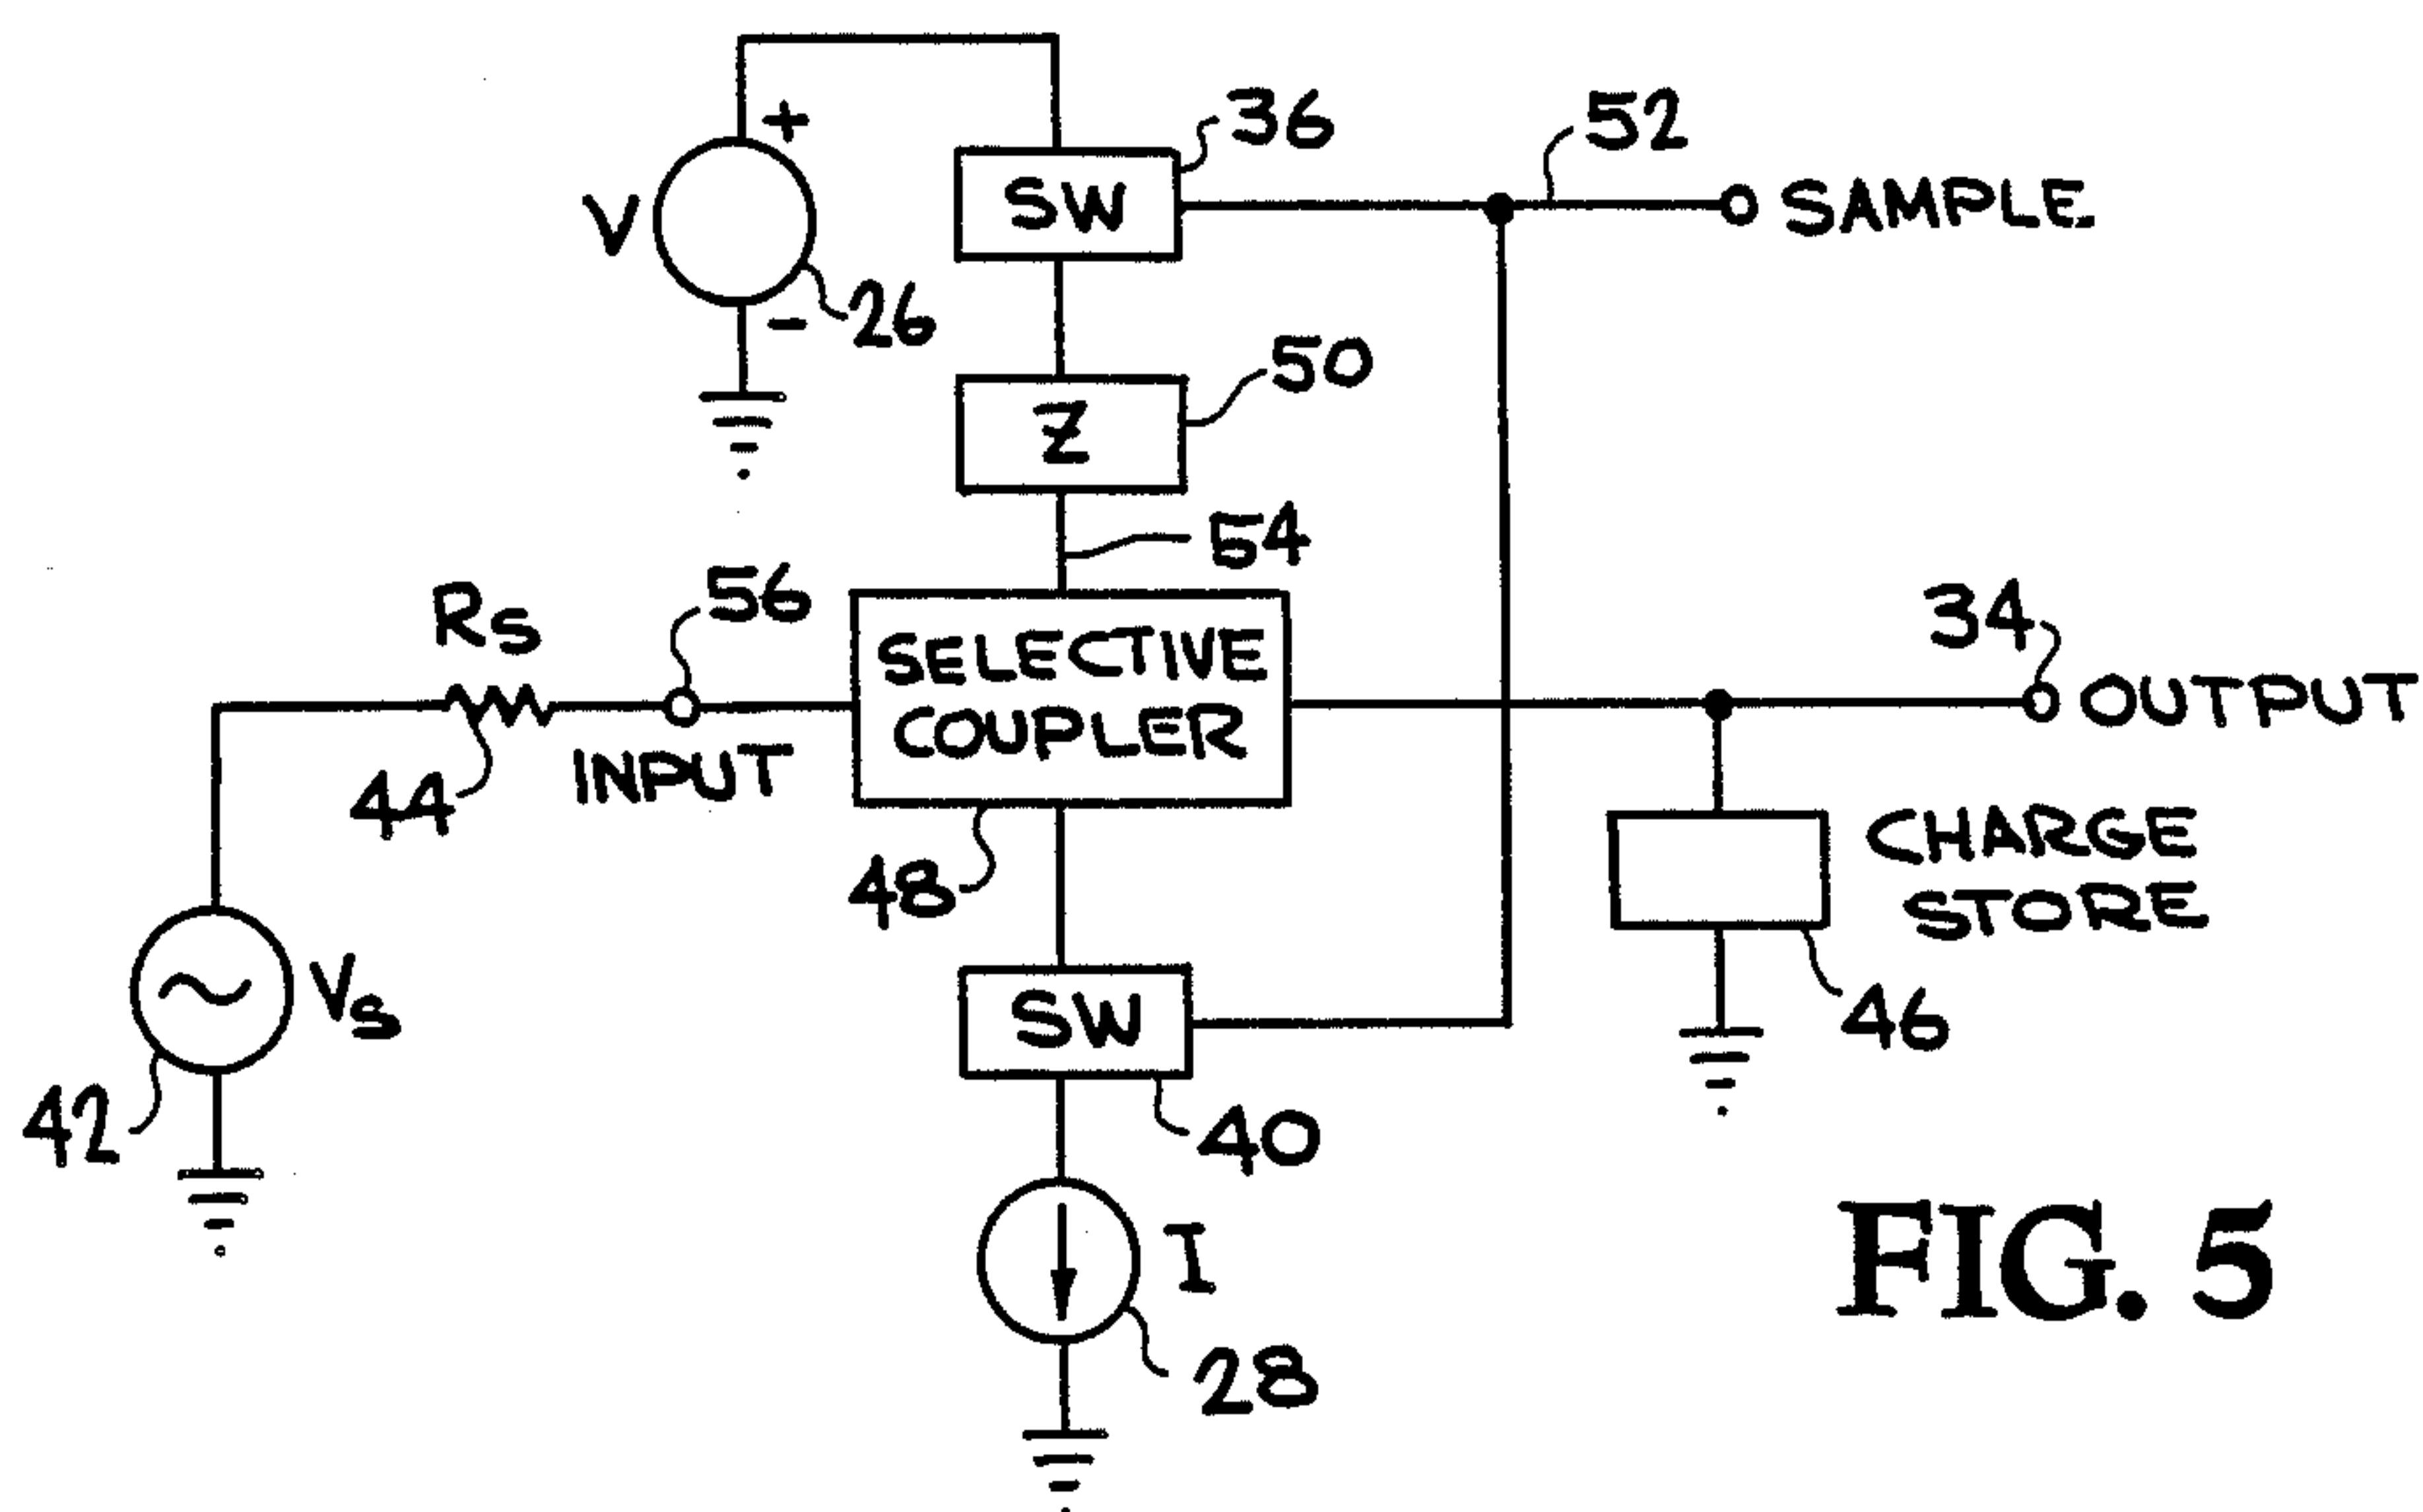 +
36
52
SW
SAMPLE
V
26
-
50
Z
54
Rs
56
34
SELECTIVE
COUPLER
OUTPUT
44
INPUT
CHARGE
STORE
48
Vs
SW
46
42
40
I
28
FIG. 5